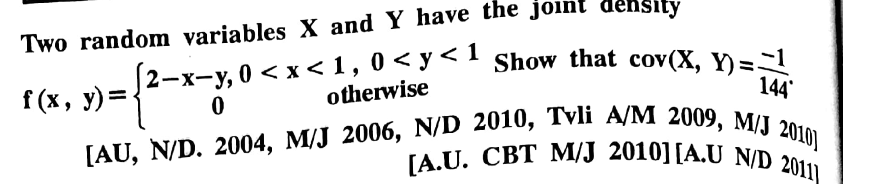 Two random variables X and Y have the joint density
f (x, y) = { 2−x−y, 0 < x < 1, 0 < y < 1
0 otherwise
Show that cov(X, Y) = −1/144.
[AU, N/D. 2004, M/J 2006, N/D 2010, Tvli A/M 2009, M/J 2010]
[A.U. CBT M/J 2010] [A.U N/D 2011]